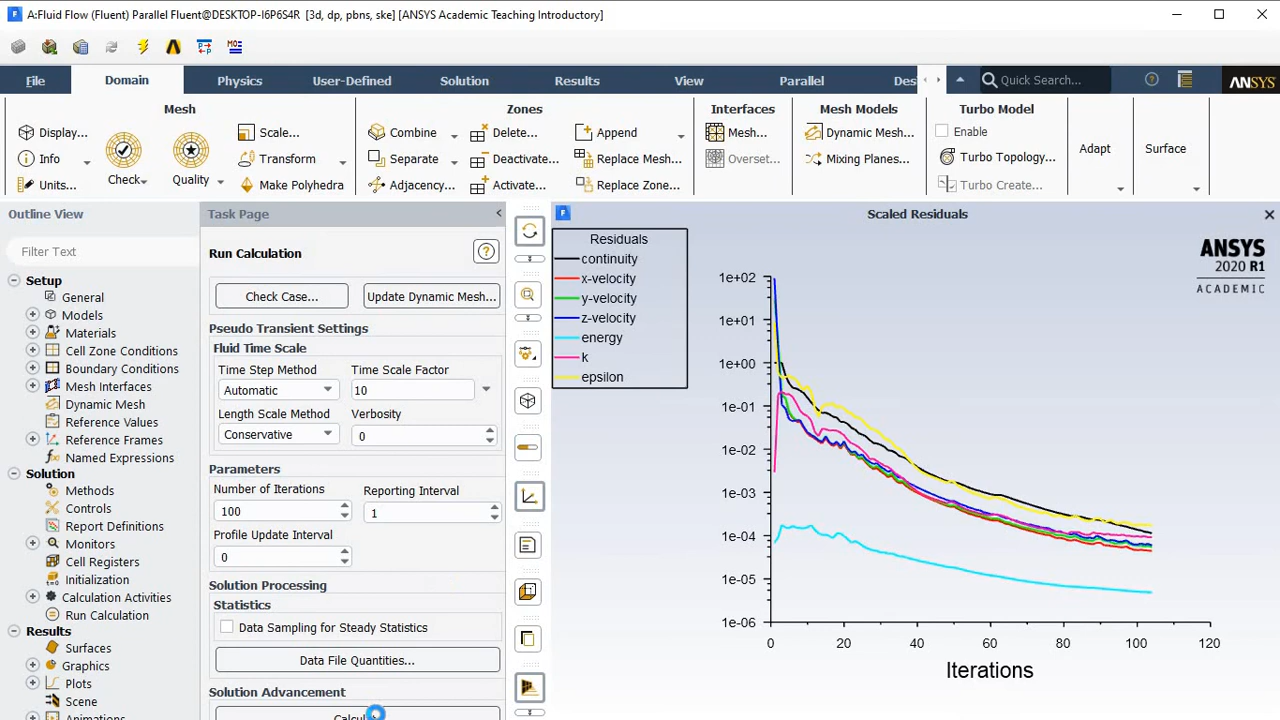 A:Fluid Flow (Fluent) Parallel Fluent@DESKTOP-I6P6S4R [3d, dp, pbns, ske] [ANSYS Academic Teaching Introductory]
File Domain Physics User-Defined Solution Results View Parallel Des Quick Search... ANSYS
Mesh
Display... Scale...
Info Transform
Units... Check Quality Make Polyhedra
Zones
Combine Delete... Append
Separate Deactivate... Replace Mesh...
Adjacency... Activate... Replace Zone...
Interfaces
Mesh...
Overset...
Mesh Models
Dynamic Mesh...
Mixing Planes...
Turbo Model
Enable
Turbo Topology...
Turbo Create...
Adapt
Surface
Outline View
Filter Text
Setup
General
Models
Materials
Cell Zone Conditions
Boundary Conditions
Mesh Interfaces
Dynamic Mesh
Reference Values
Reference Frames
Named Expressions
Solution
Methods
Controls
Report Definitions
Monitors
Cell Registers
Initialization
Calculation Activities
Run Calculation
Results
Surfaces
Graphics
Plots
Scene
Animations
Task Page
Run Calculation
Check Case... Update Dynamic Mesh...
Pseudo Transient Settings
Fluid Time Scale
Time Step Method Time Scale Factor
Automatic 10
Length Scale Method Verbosity
Conservative 0
Parameters
Number of Iterations Reporting Interval
100 1
Profile Update Interval
0
Solution Processing
Statistics
Data Sampling for Steady Statistics
Data File Quantities...
Solution Advancement
Scaled Residuals
Residuals
continuity
x-velocity
y-velocity
z-velocity
energy
k
epsilon
ANSYS
2020 R1
ACADEMIC
1e+02
1e+01
1e+00
1e-01
1e-02
1e-03
1e-04
1e-05
1e-06
0 20 40 60 80 100 120
Iterations